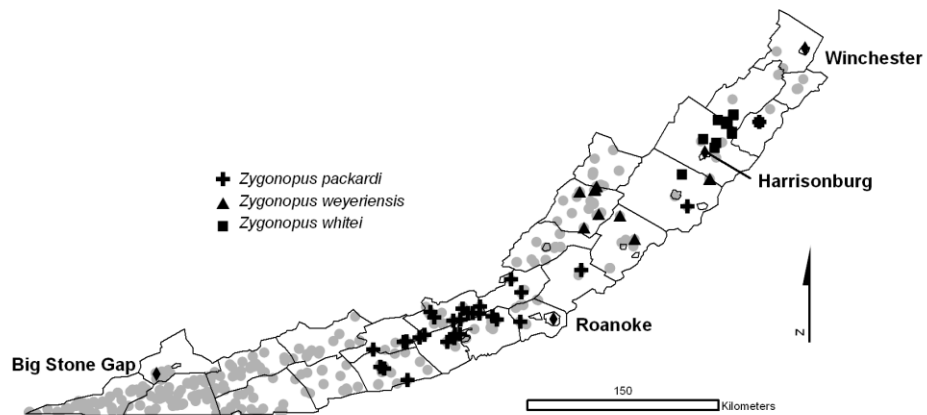 Winchester
Zygonopus packardi
Zygonopus weyeriensis
Zygonopus whitei
Harrisonburg
Roanoke
N
Big Stone Gap
150
Kilometers